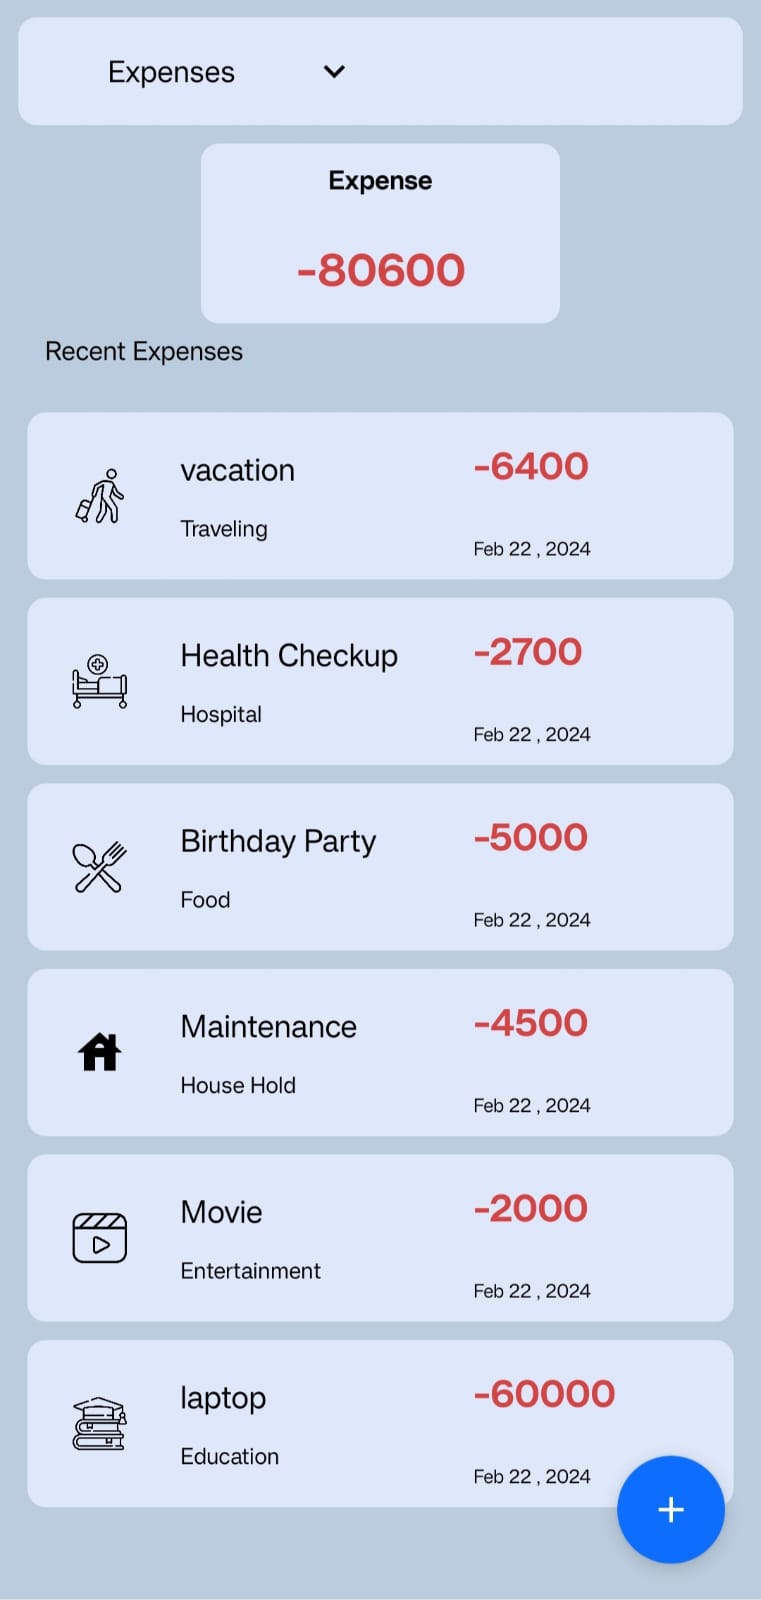 Expenses
Expense
-80600
Recent Expenses
vacation
-6400
Traveling
Feb 22 , 2024
Health Checkup
-2700
Hospital
Feb 22 , 2024
Birthday Party
-5000
Food
Feb 22 , 2024
Maintenance
-4500
House Hold
Feb 22 , 2024
Movie
-2000
Entertainment
Feb 22 , 2024
laptop
-60000
Education
Feb 22 , 2024
+